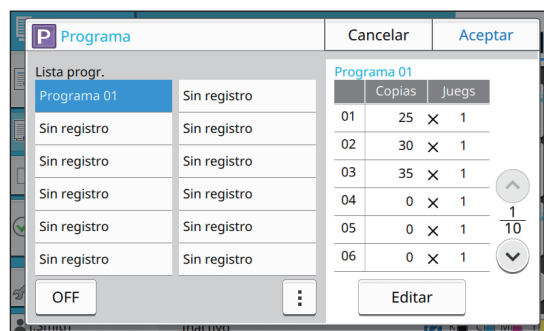 P Programa Cancelar Aceptar
Lista progr.
Programa 01 Sin registro
Sin registro Sin registro
Sin registro Sin registro
Sin registro Sin registro
Sin registro Sin registro
Sin registro Sin registro
OFF
Programa 01
Copias Juegs
01 25 × 1
02 30 × 1
03 35 × 1
04 0 × 1
05 0 × 1
06 0 × 1
1
10
Editar